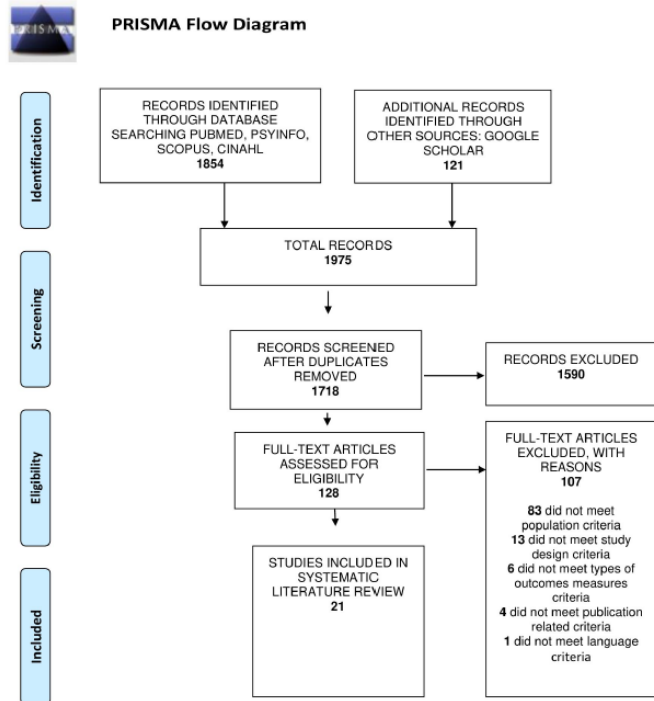 PRISMA
PRISMA Flow Diagram
Identification
RECORDS IDENTIFIED
THROUGH DATABASE
SEARCHING PUBMED, PSYINFO,
SCOPUS, CINAHL
1854
ADDITIONAL RECORDS
IDENTIFIED THROUGH
OTHER SOURCES: GOOGLE
SCHOLAR
121
TOTAL RECORDS
1975
Screening
RECORDS SCREENED
AFTER DUPLICATES
REMOVED
1718
RECORDS EXCLUDED
1590
Eligibility
FULL-TEXT ARTICLES
ASSESSED FOR
ELIGIBILITY
128
FULL-TEXT ARTICLES
EXCLUDED, WITH
REASONS
107
83 did not meet
population criteria
13 did not meet study
design criteria
6 did not meet types of
outcomes measures
criteria
4 did not meet publication
related criteria
1 did not meet language
criteria
Included
STUDIES INCLUDED IN
SYSTEMATIC
LITERATURE REVIEW
21